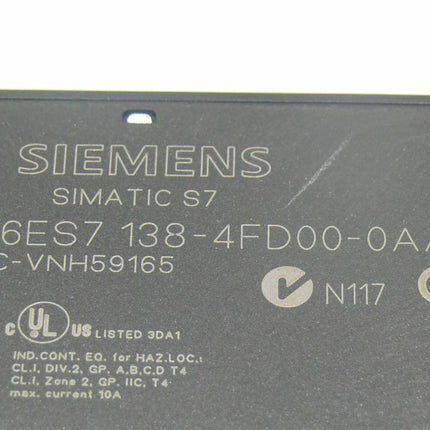 SIEMENS
SIMATIC S7
6ES7 138-4FD00-0A
C-VNH59165
N117
c UL US LISTED 3DA1
IND.CONT. EQ. for HAZ.LOC.:
CL.I, DIV.2, GP. A,B,C,D T4
CL.I, Zone 2, GP. IIC, T4
max. current 10A